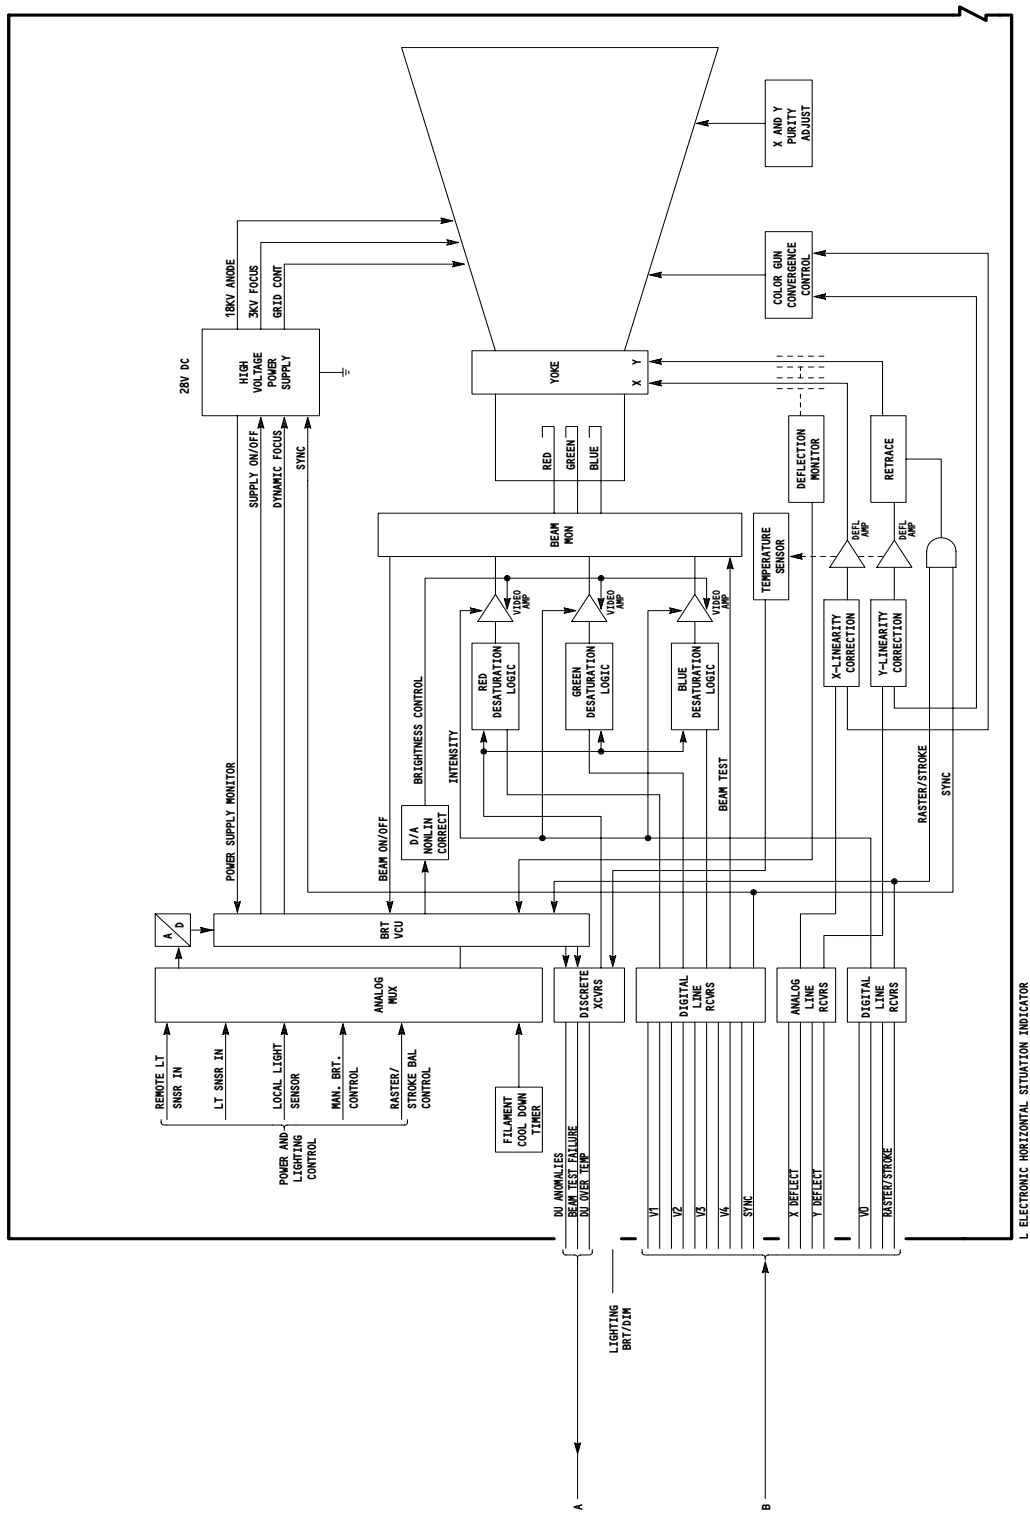 REMOTE LT
SNSR IN
LT SNSR IN
LOCAL LIGHT
SENSOR
MAN. BRT.
CONTROL
RASTER/
STROKE BAL
CONTROL
POWER AND
LIGHTING
CONTROL
FILAMENT
COOL DOWN
TIMER
A
D
ANALOG
MUX
BRT
VCU
POWER SUPPLY MONITOR
SUPPLY ON/OFF
DYNAMIC FOCUS
SYNC
28V DC
HIGH
VOLTAGE
POWER
SUPPLY
18KV ANODE
3KV FOCUS
GRID CONT
BEAM ON/OFF
D/A
NONLIN
CORRECT
BRIGHTNESS CONTROL
INTENSITY
RED
DESATURATION
LOGIC
VIDEO
AMP
GREEN
DESATURATION
LOGIC
VIDEO
AMP
BLUE
DESATURATION
LOGIC
VIDEO
AMP
BEAM TEST
BEAM
MON
RED
GREEN
BLUE
YOKE
X
Y
DU ANOMALIES
BEAM TEST FAILURE
DU OVER TEMP
DISCRETE
XCVRS
A
LIGHTING
BRT/DIM
V1
V2
V3
V4
SYNC
DIGITAL
LINE
RCVRS
B
X DEFLECT
Y DEFLECT
ANALOG
LINE
RCVRS
VO
RASTER/STROKE
DIGITAL
LINE
RCVRS
TEMPERATURE
SENSOR
DEFLECTION
MONITOR
X-LINEARITY
CORRECTION
DEFL
AMP
Y-LINEARITY
CORRECTION
DEFL
AMP
RETRACE
RASTER/STROKE
SYNC
COLOR GUN
CONVERGENCE
CONTROL
X AND Y
PURITY
ADJUST
L ELECTRONIC HORIZONTAL SITUATION INDICATOR